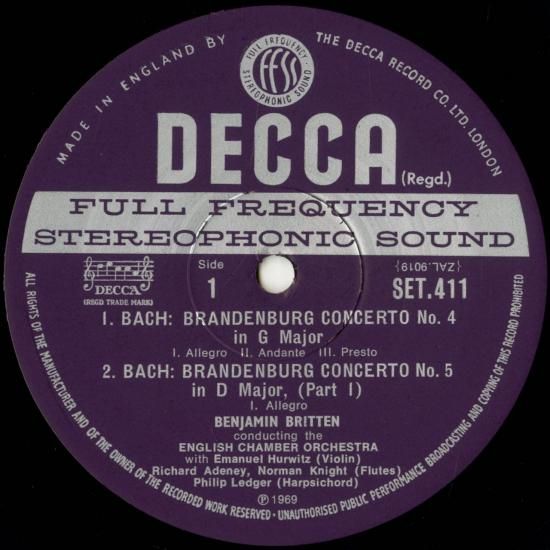 MADE IN ENGLAND BY
THE DECCA RECORD CO. LTD. LONDON
FULL FREQUENCY
FFSS
STEREOPHONIC SOUND
DECCA
(Regd.)
FULL FREQUENCY
STEREOPHONIC SOUND
DECCA
(REGD TRADE MARK)
Side
1
{ZAL.9019}
SET.411
1. BACH: BRANDENBURG CONCERTO No. 4
in G Major
I. Allegro II. Andante III. Presto
2. BACH: BRANDENBURG CONCERTO No. 5
in D Major, (Part I)
I. Allegro
BENJAMIN BRITTEN
conducting the
ENGLISH CHAMBER ORCHESTRA
with Emanuel Hurwitz (Violin)
Richard Adeney, Norman Knight (Flutes)
Philip Ledger (Harpsichord)
℗ 1969
ALL RIGHTS OF THE MANUFACTURER AND OF THE OWNER OF THE RECORDED WORK RESERVED · UNAUTHORISED PUBLIC PERFORMANCE BROADCASTING AND COPYING OF THIS RECORD PROHIBITED